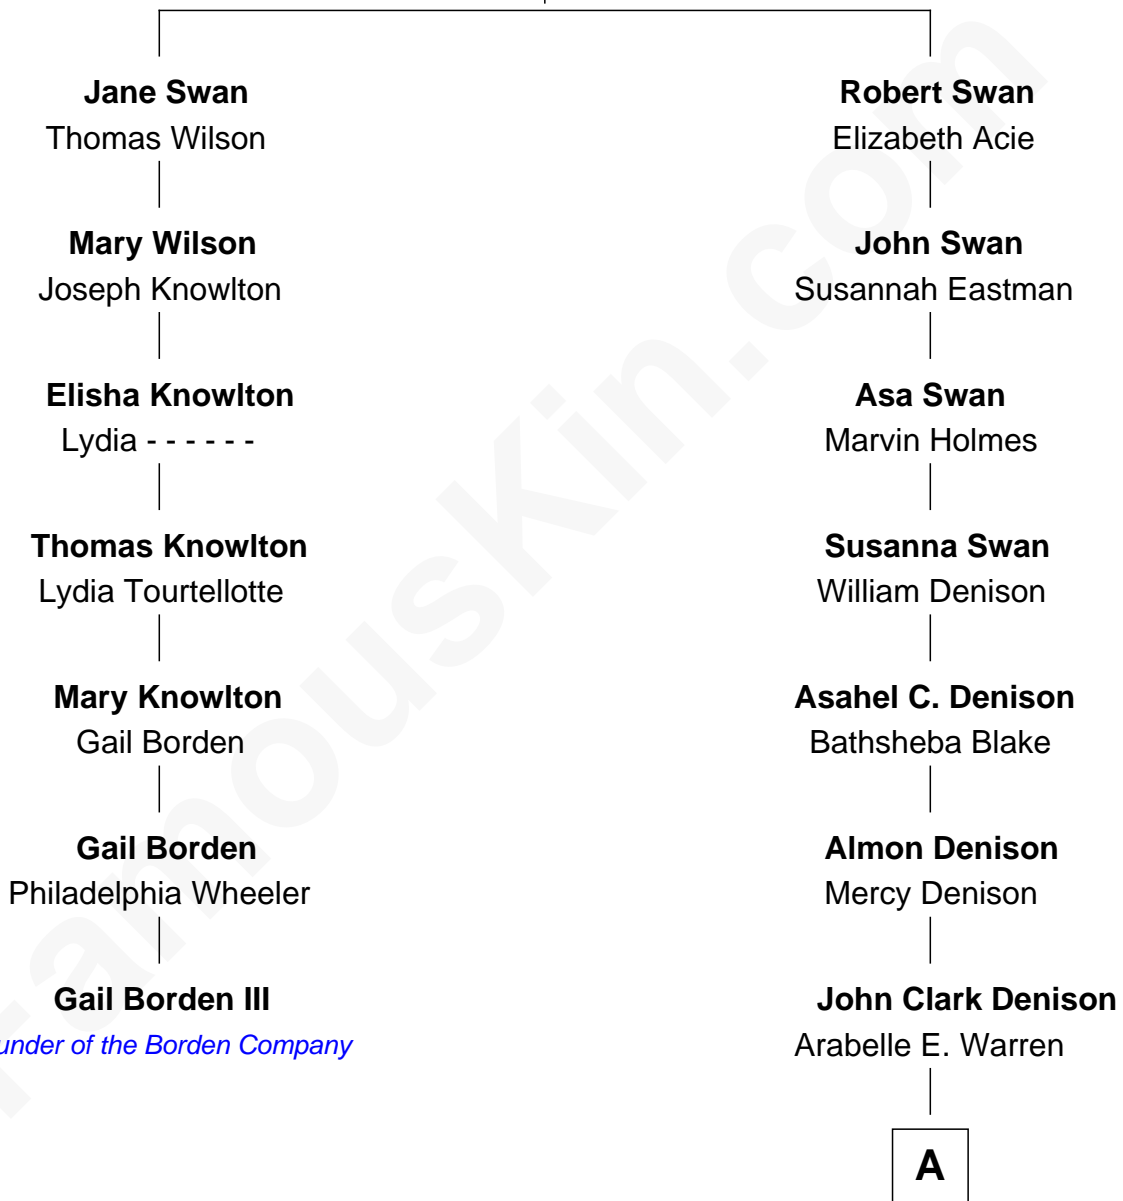 Jane Swan
Thomas Wilson
Mary Wilson
Joseph Knowlton
Elisha Knowlton
Lydia - - - - - -
Thomas Knowlton
Lydia Tourtellotte
Mary Knowlton
Gail Borden
Gail Borden
Philadelphia Wheeler
Gail Borden III
under of the Borden Company
Robert Swan
Elizabeth Acie
John Swan
Susannah Eastman
Asa Swan
Marvin Holmes
Susanna Swan
William Denison
Asahel C. Denison
Bathsheba Blake
Almon Denison
Mercy Denison
John Clark Denison
Arabelle E. Warren
A
FamousKin.com